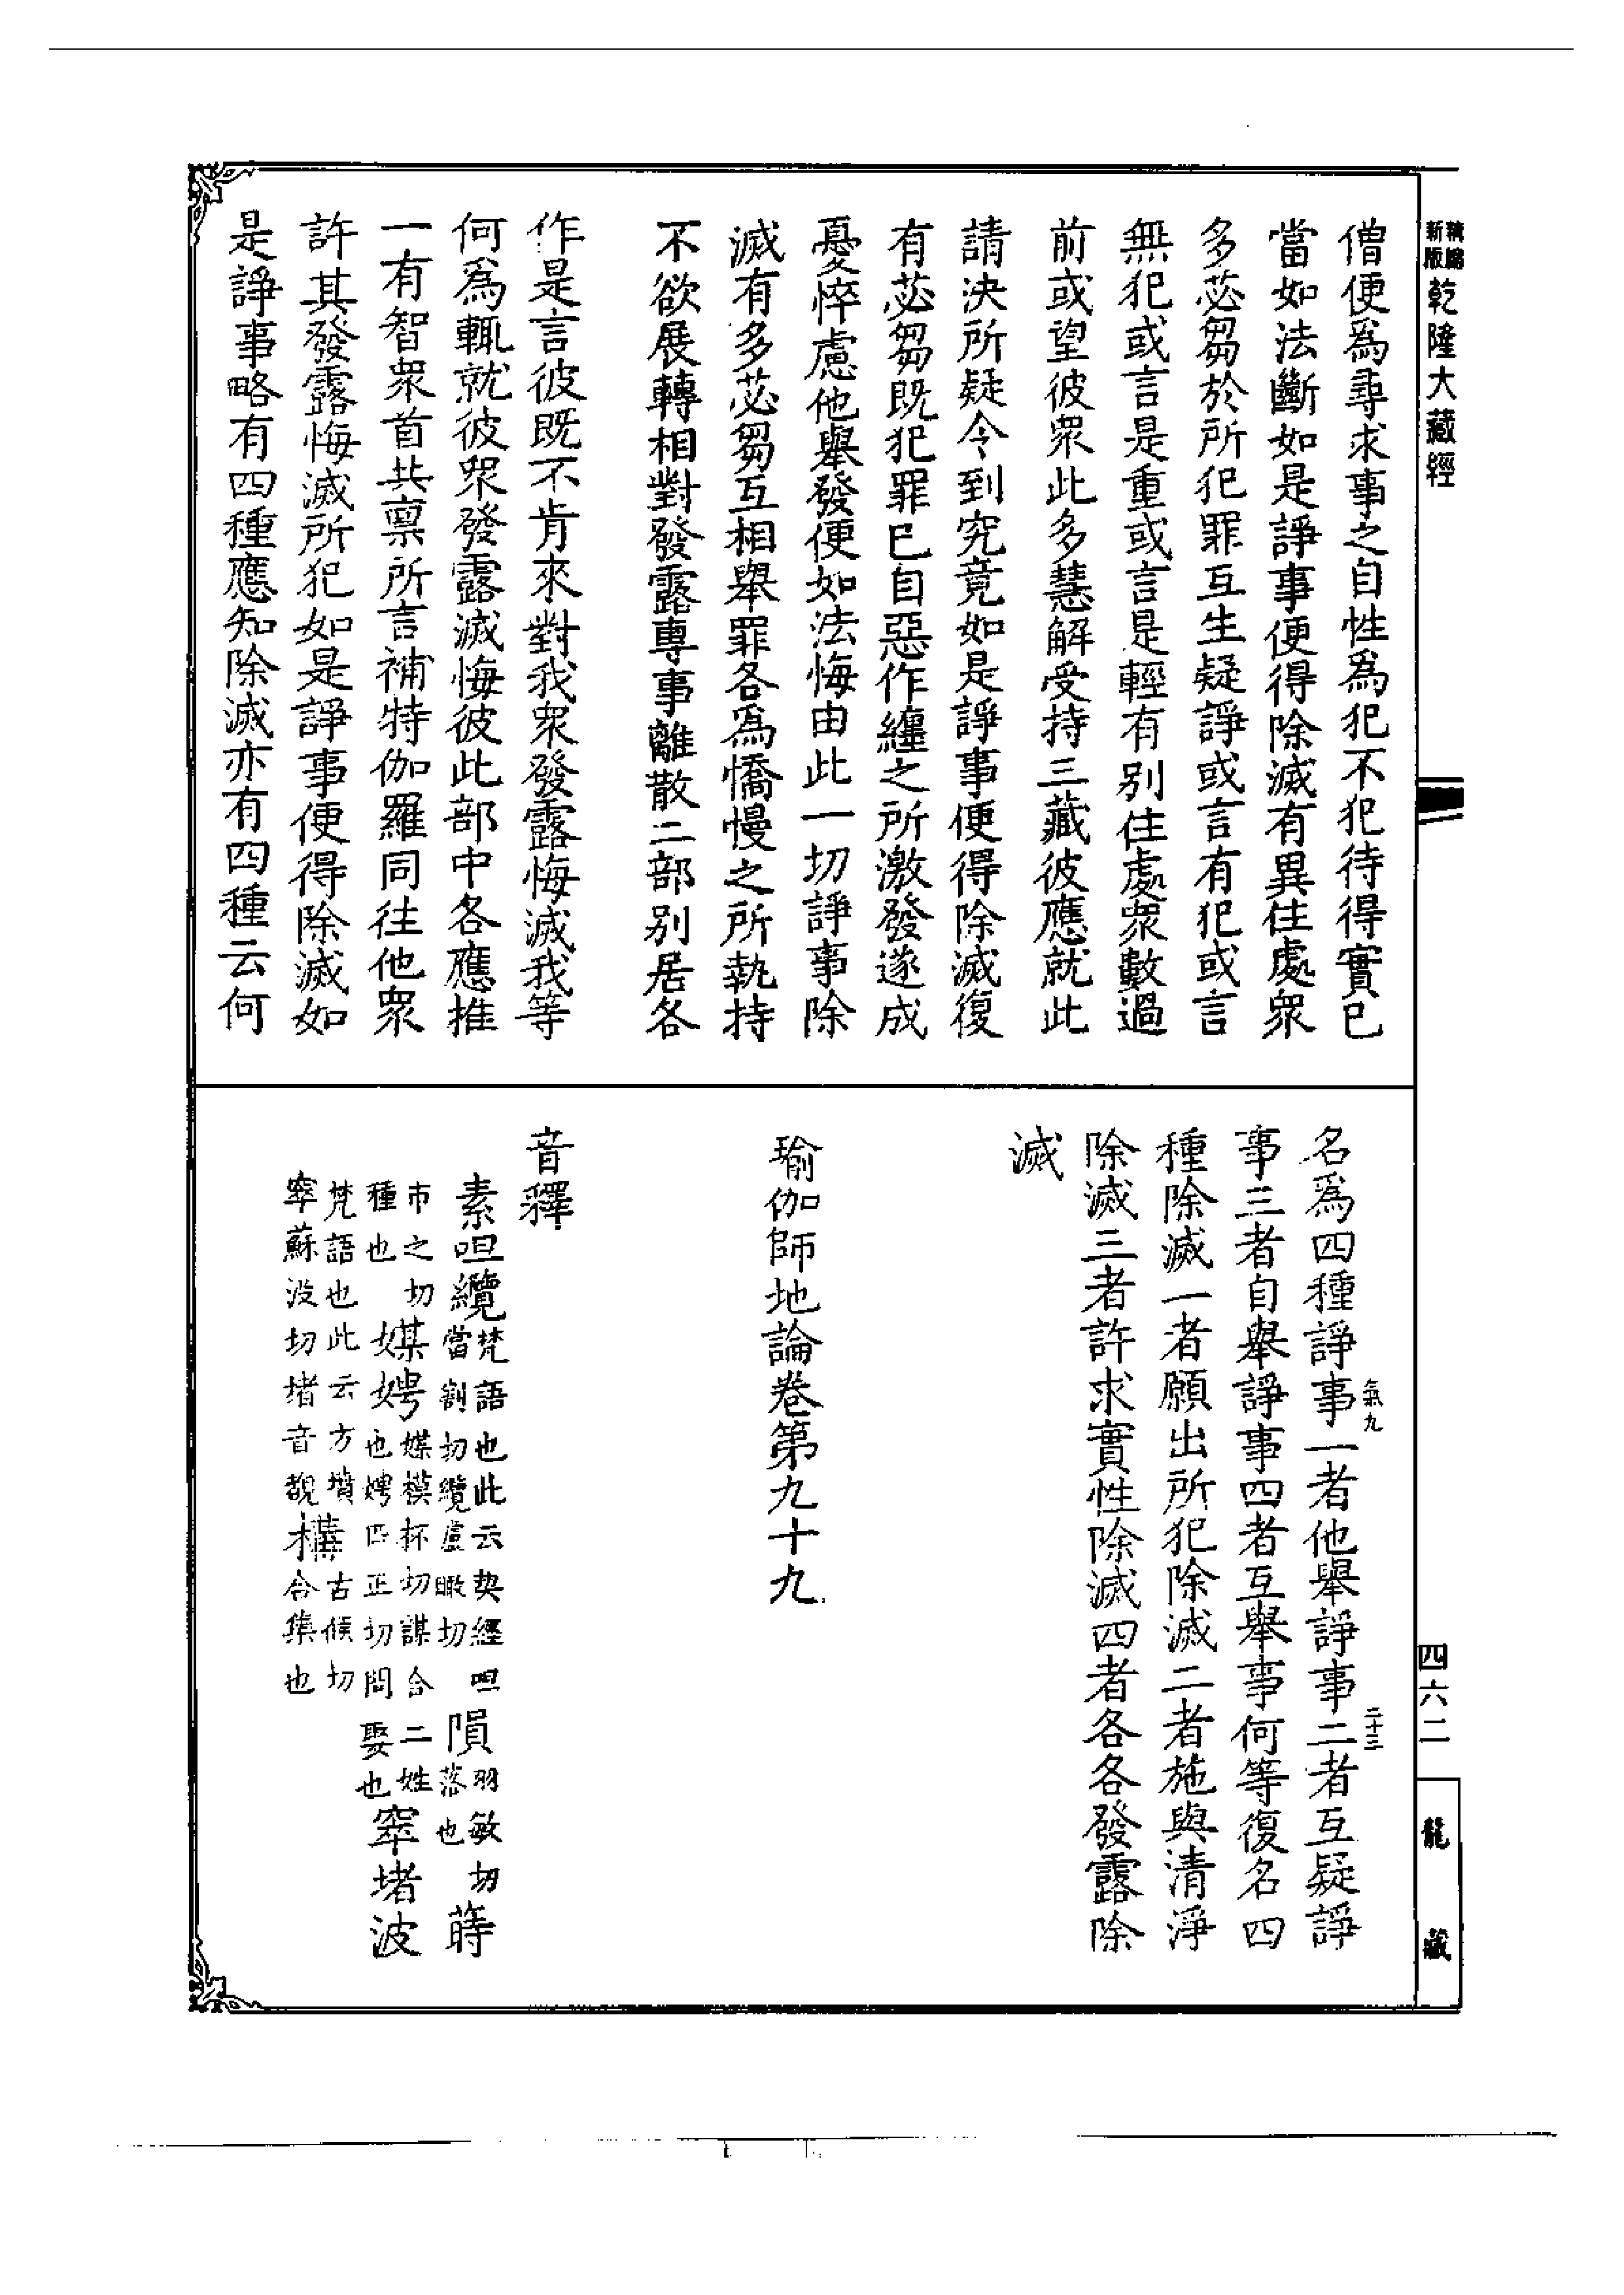 精縮新版乾隆大藏經
僧便爲尋求事之自性爲犯不犯待得實已
當如法斷如是諍事便得除滅有異住處衆
多苾芻於所犯罪互生疑諍或言有犯或言
無犯或言是重或言是輕有別住處衆數過
前或望彼衆此多慧解受持三藏彼應就此
請決所疑令到究竟如是諍事便得除滅復
有苾芻既犯罪已自惡作纏之所激發遂成
憂悴慮他舉發便如法悔由此一切諍事除
滅有多苾芻互相舉罪各爲憍慢之所執持
不欲展轉相對發露專事離散二部別居各
作是言彼既不肯來對我衆發露悔滅我等
何爲輒就彼衆發露滅悔彼此部中各應推
一有智衆首共禀所言補特伽羅同往他衆
許其發露悔滅所犯如是諍事便得除滅如
是諍事略有四種應知除滅亦有四種云何
名爲四種諍事一者他舉諍事二者互疑諍
氣九
二十三
事三者自舉諍事四者互舉事何等復名四
種除滅一者願出所犯除滅二者施與清淨
除滅三者許求實性除滅四者各各發露除
滅
瑜伽師地論卷第九十九
音釋
素呾纜梵語也此云契經呾當割切纜盧瞰切隕羽敏切落也蒔
市之切種也媒娉媒模杯切謀合二姓也娉匹正切問娶也窣堵波
梵語也此云方墳窣蘇没切堵音覩構古候切合集也
四六二
龍藏